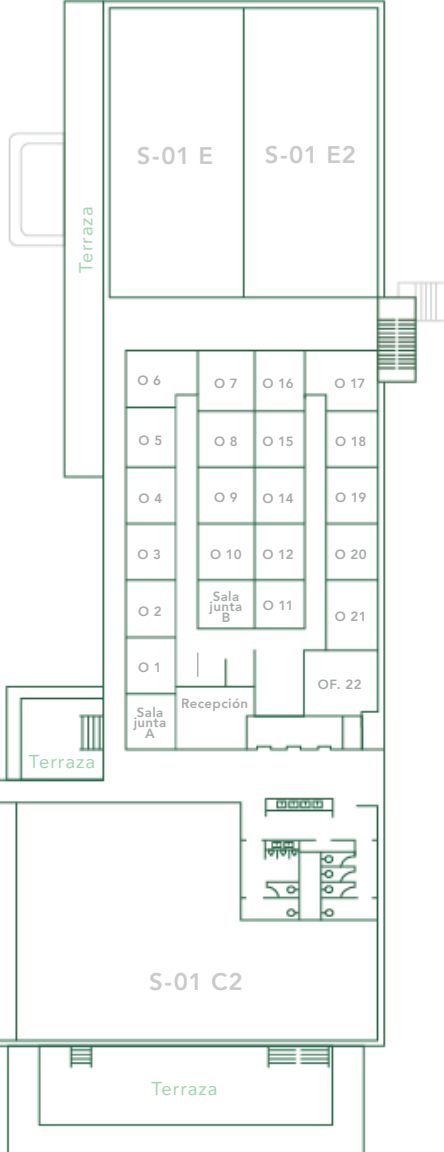 S-01 E
S-01 E2
Terraza
O 6
O 7
O 16
O 17
O 5
O 8
O 15
O 18
O 4
O 9
O 14
O 19
O 3
O 10
O 12
O 20
O 2
Sala
junta
B
O 11
O 21
O 1
OF. 22
Sala
junta
A
Recepción
Terraza
S-01 C2
Terraza